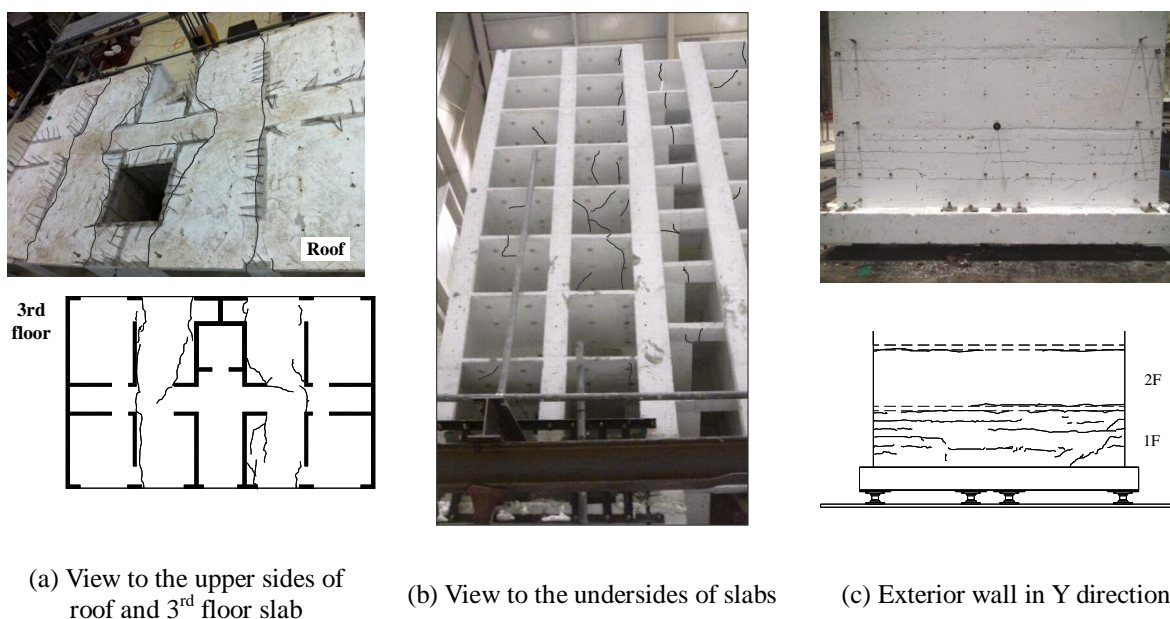 Roof
3rd
floor
2F
1F
(a) View to the upper sides of
roof and 3rd floor slab
(b) View to the undersides of slabs
(c) Exterior wall in Y direction